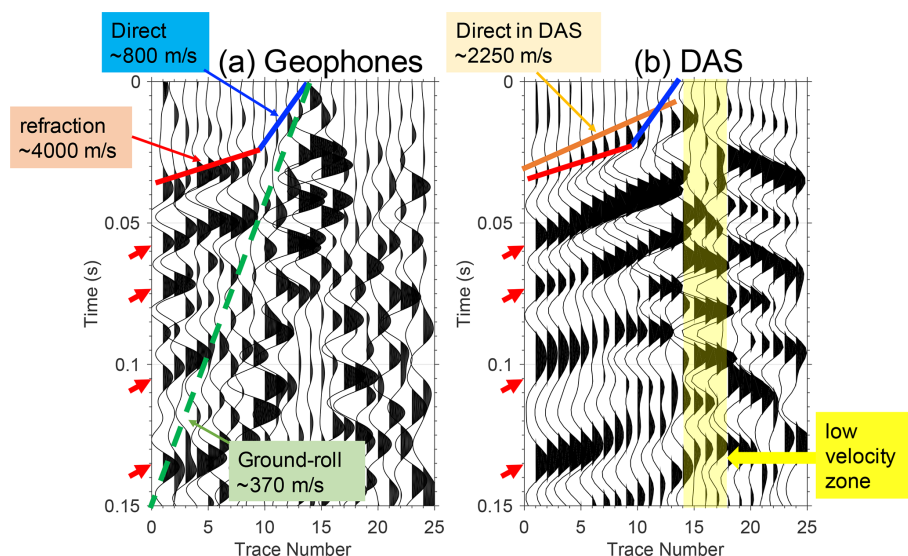 Direct
~800 m/s
(a) Geophones
Direct in DAS
~2250 m/s
(b) DAS
refraction
~4000 m/s
0
0.05
0.1
0.15
Time (s)
Ground-roll
~370 m/s
0 5 10 15 20 25
Trace Number
0
0.05
0.1
0.15
Time (s)
low
velocity
zone
0 5 10 15 20 25
Trace Number